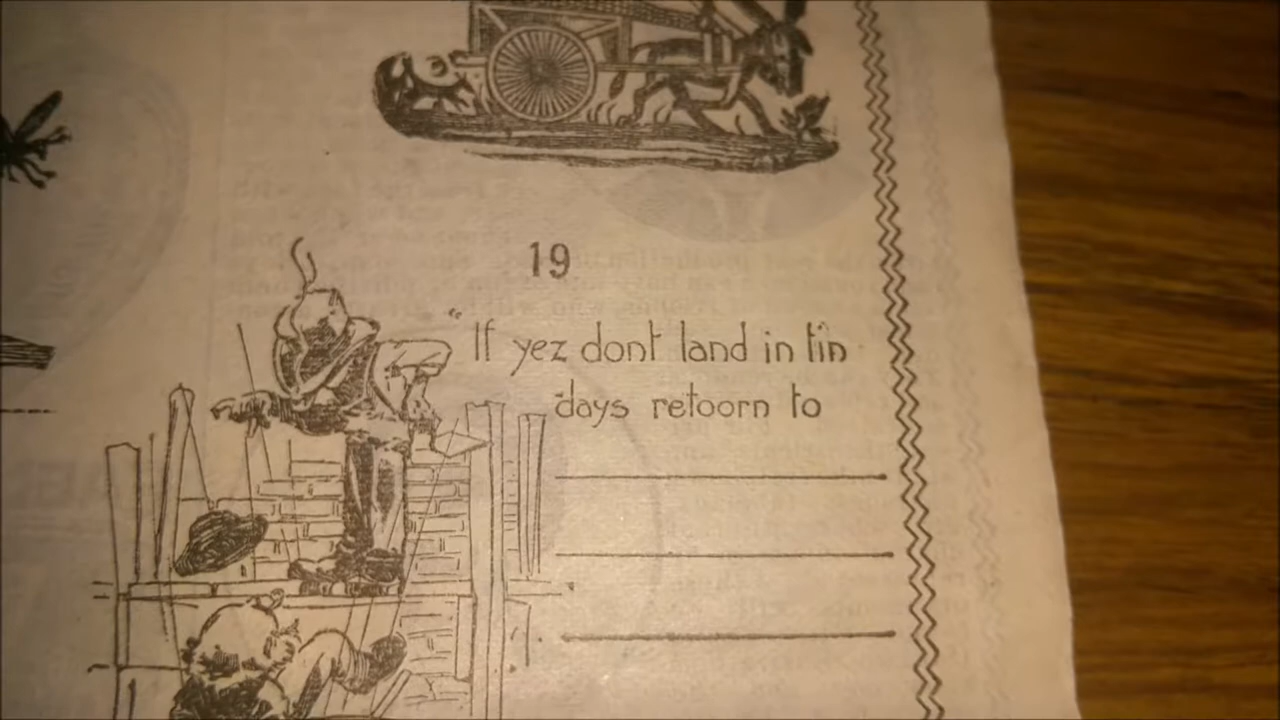 19
"If yez dont land in tin
days retoorn to